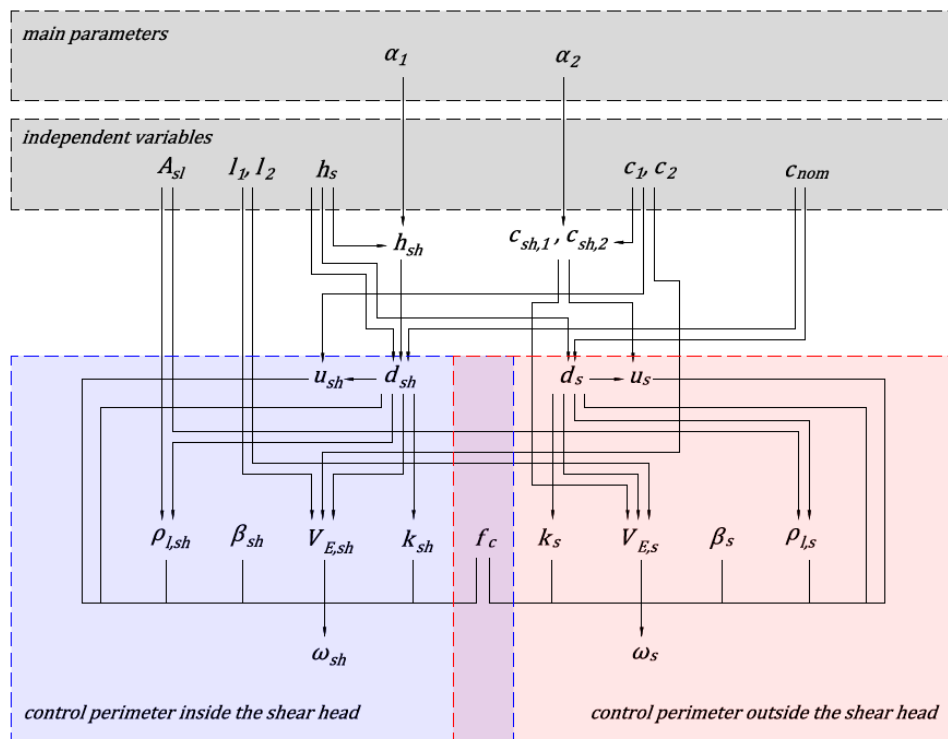 main parameters
α1 α2
independent variables
Asl l1, l2 hs c1, c2 cnom
hsh csh,1 , csh,2
ush dsh ds us
ρl,sh βsh VE,sh ksh fc ks VE,s βs ρl,s
ωsh ωs
control perimeter inside the shear head control perimeter outside the shear head